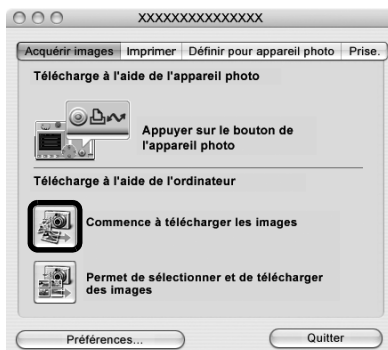 XXXXXXXXXXXXXXX
Acquérir images Imprimer Définir pour appareil photo Prise.
Télécharge à l'aide de l'appareil photo
Appuyer sur le bouton de
l'appareil photo
Télécharge à l'aide de l'ordinateur
Commence à télécharger les images
Permet de sélectionner et de télécharger
des images
Préférences... Quitter